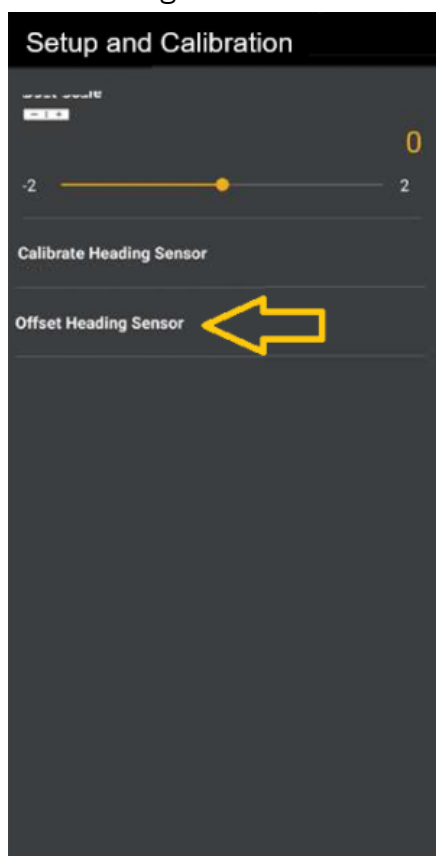 Setup and Calibration
- | +
0
-2
2
Calibrate Heading Sensor
Offset Heading Sensor